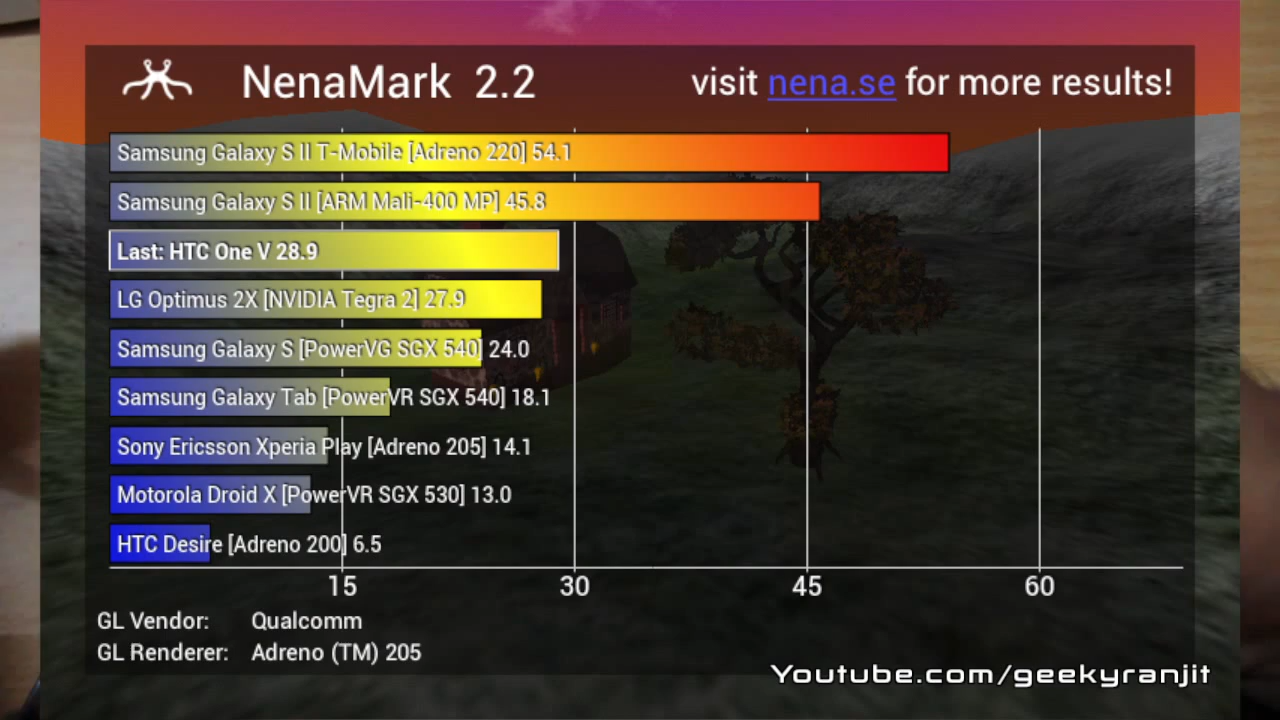 NenaMark 2.2
visit nena.se for more results!
Samsung Galaxy S II T-Mobile [Adreno 220] 54.1
Samsung Galaxy S II [ARM Mali-400 MP] 45.8
Last: HTC One V 28.9
LG Optimus 2X [NVIDIA Tegra 2] 27.9
Samsung Galaxy S [PowerVG SGX 540] 24.0
Samsung Galaxy Tab [PowerVR SGX 540] 18.1
Sony Ericsson Xperia Play [Adreno 205] 14.1
Motorola Droid X [PowerVR SGX 530] 13.0
HTC Desire [Adreno 200] 6.5
15 30 45 60
GL Vendor: Qualcomm
GL Renderer: Adreno (TM) 205
Youtube.com/geekyranjit